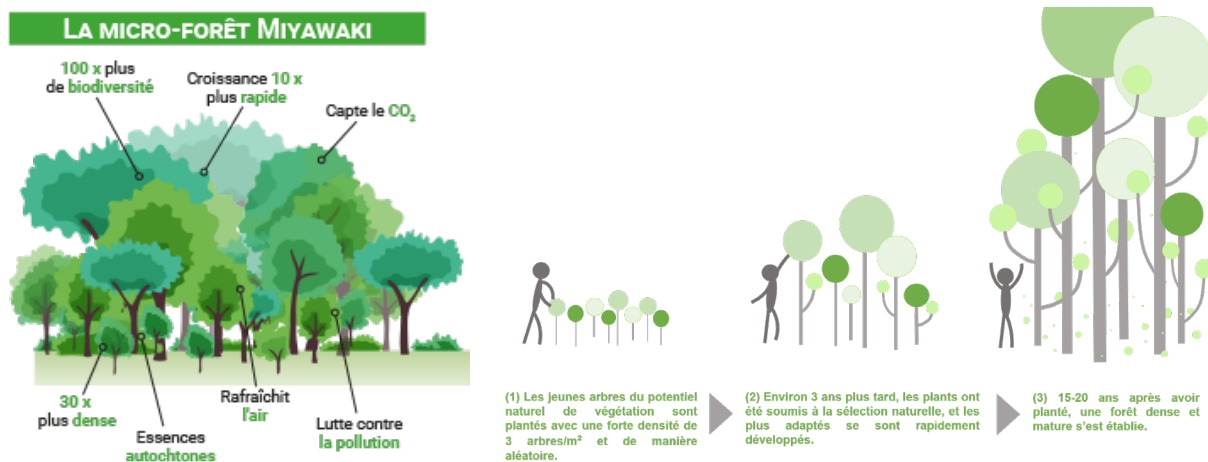 LA MICRO-FORÊT MIYAWAKI
100 x plus
de biodiversité
Croissance 10 x
plus rapide
Capte le CO₂
30 x
plus dense
Essences
autochtones
Rafraîchit
l'air
Lutte contre
la pollution
(1) Les jeunes arbres du potentiel
naturel de végétation sont
plantés avec une forte densité de
3 arbres/m² et de manière
aléatoire.
(2) Environ 3 ans plus tard, les plants ont
été soumis à la sélection naturelle, et les
plus adaptés se sont rapidement
développés.
(3) 15-20 ans après avoir
planté, une forêt dense et
mature s'est établie.